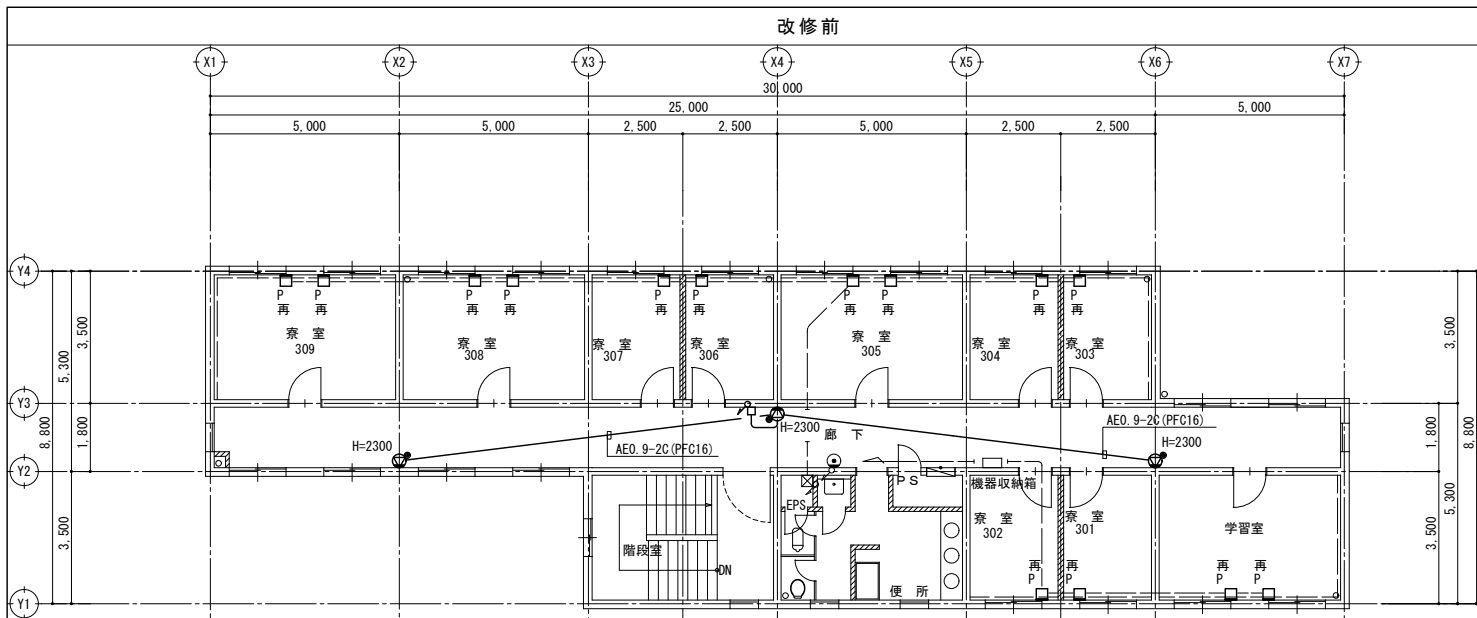 改修前
X1 X2 X3 X4 X5 X6 X7
30,000
25,000 5,000
5,000 5,000 2,500 2,500 5,000 2,500 2,500
Y4
P P P P P P P P P P
再 再 再 再 再 再 再 再 再 再
寮 室
309
寮 室
308
寮 室
307
寮 室
306
寮 室
305
寮 室
304
寮 室
303
3,500
5,300
8,800
1,800
3,500
3,500
1,800
8,800
5,300
3,500
Y3
H=2300
AE0.9-2C(PFC16)
H=2300
廊 下
AE0.9-2C(PFC16)
H=2300
Y2
PS
機器収納箱
EPS
階段室
DN
便 所
寮 室
302
寮 室
301
学習室
再 再 再 再
P P P P
Y1